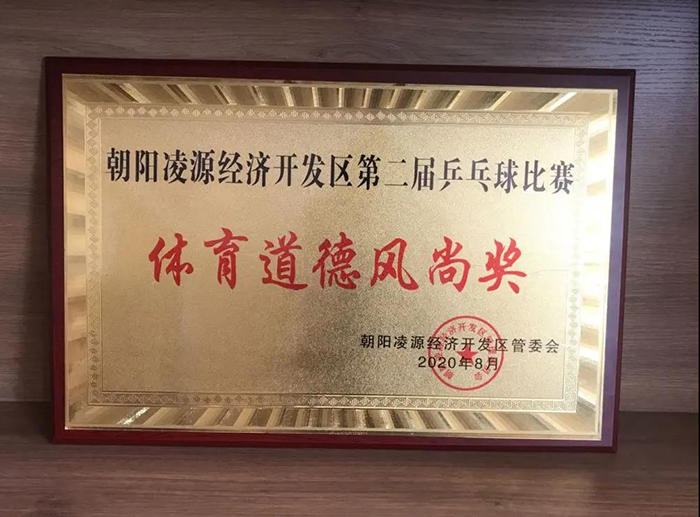 朝阳凌源经济开发区第二届乒乓球比赛
体育道德风尚奖
朝阳凌源经济开发区管委会
2020年8月